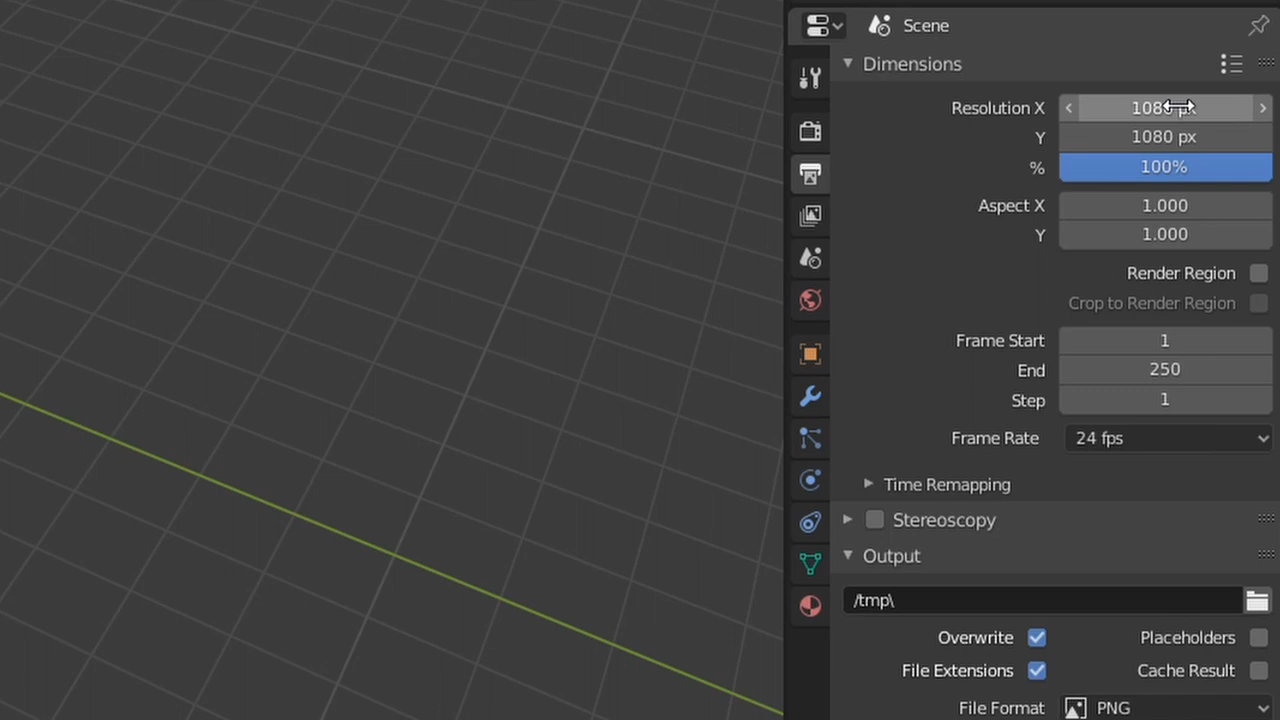 Scene
Dimensions
Resolution X 1080 px
Y 1080 px
% 100%
Aspect X 1.000
Y 1.000
Render Region
Crop to Render Region
Frame Start 1
End 250
Step 1
Frame Rate 24 fps
Time Remapping
Stereoscopy
Output
/tmp\
Overwrite Placeholders
File Extensions Cache Result
File Format PNG